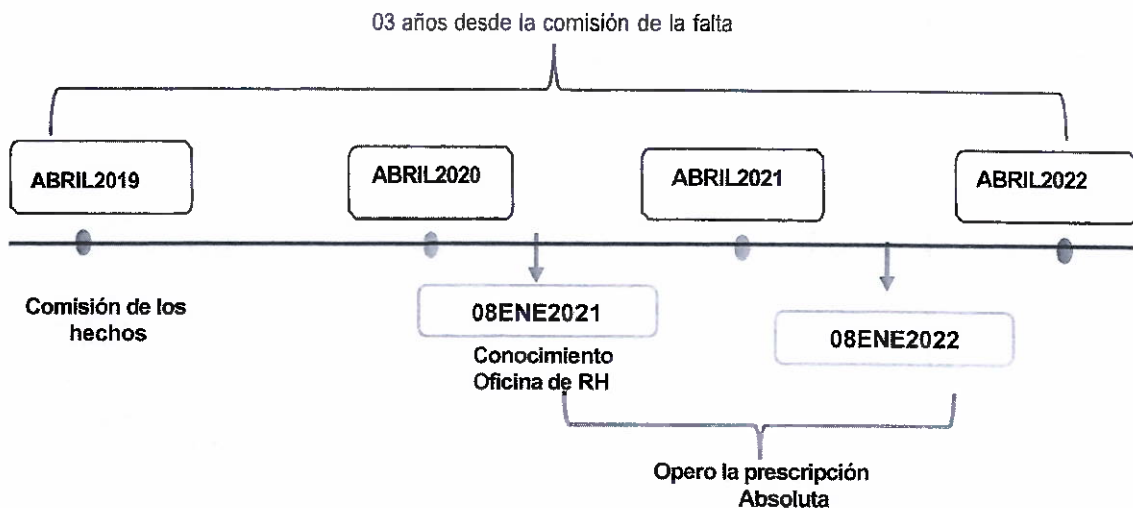 03 años desde la comisión de la falta
ABRIL2019
ABRIL2020
ABRIL2021
ABRIL2022
Comisión de los
hechos
08ENE2021
Conocimiento
Oficina de RH
08ENE2022
Opero la prescripción
Absoluta